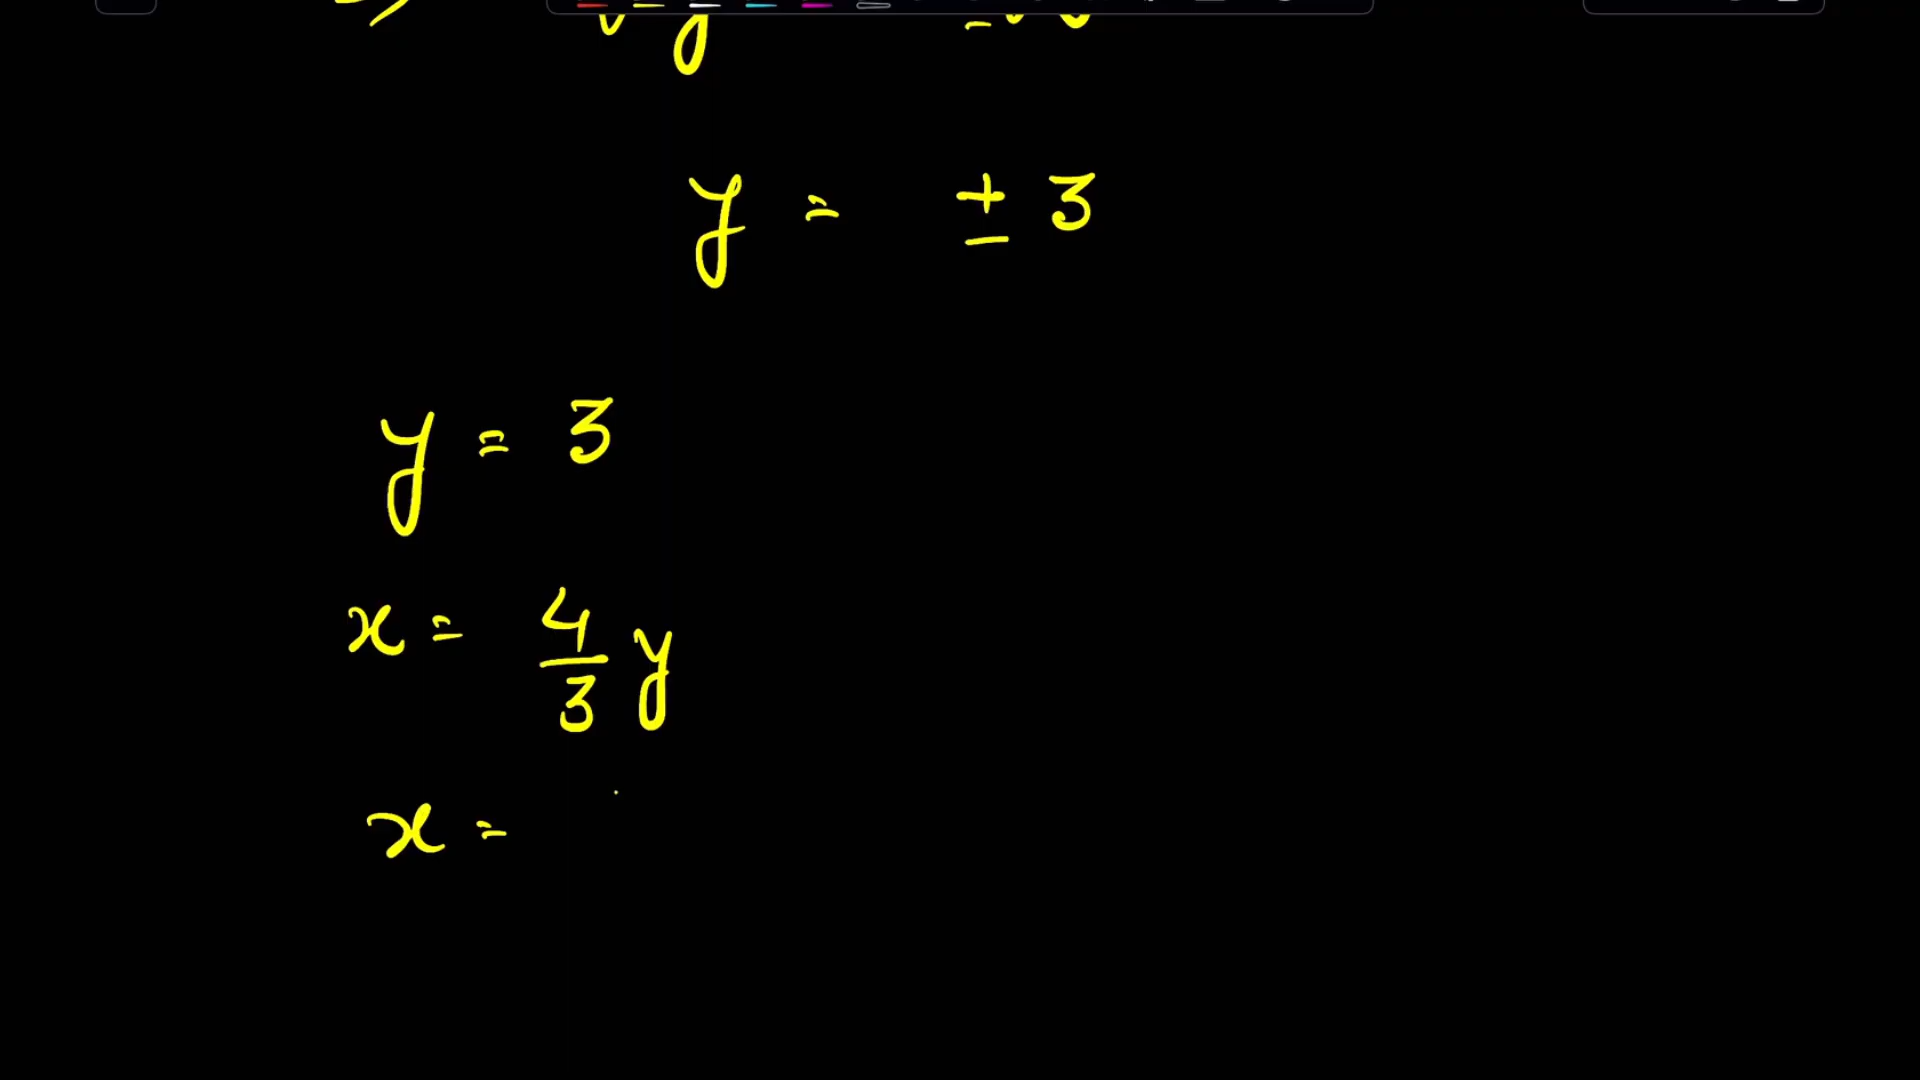 y = ± 3
y = 3
x = 4/3 y
x =